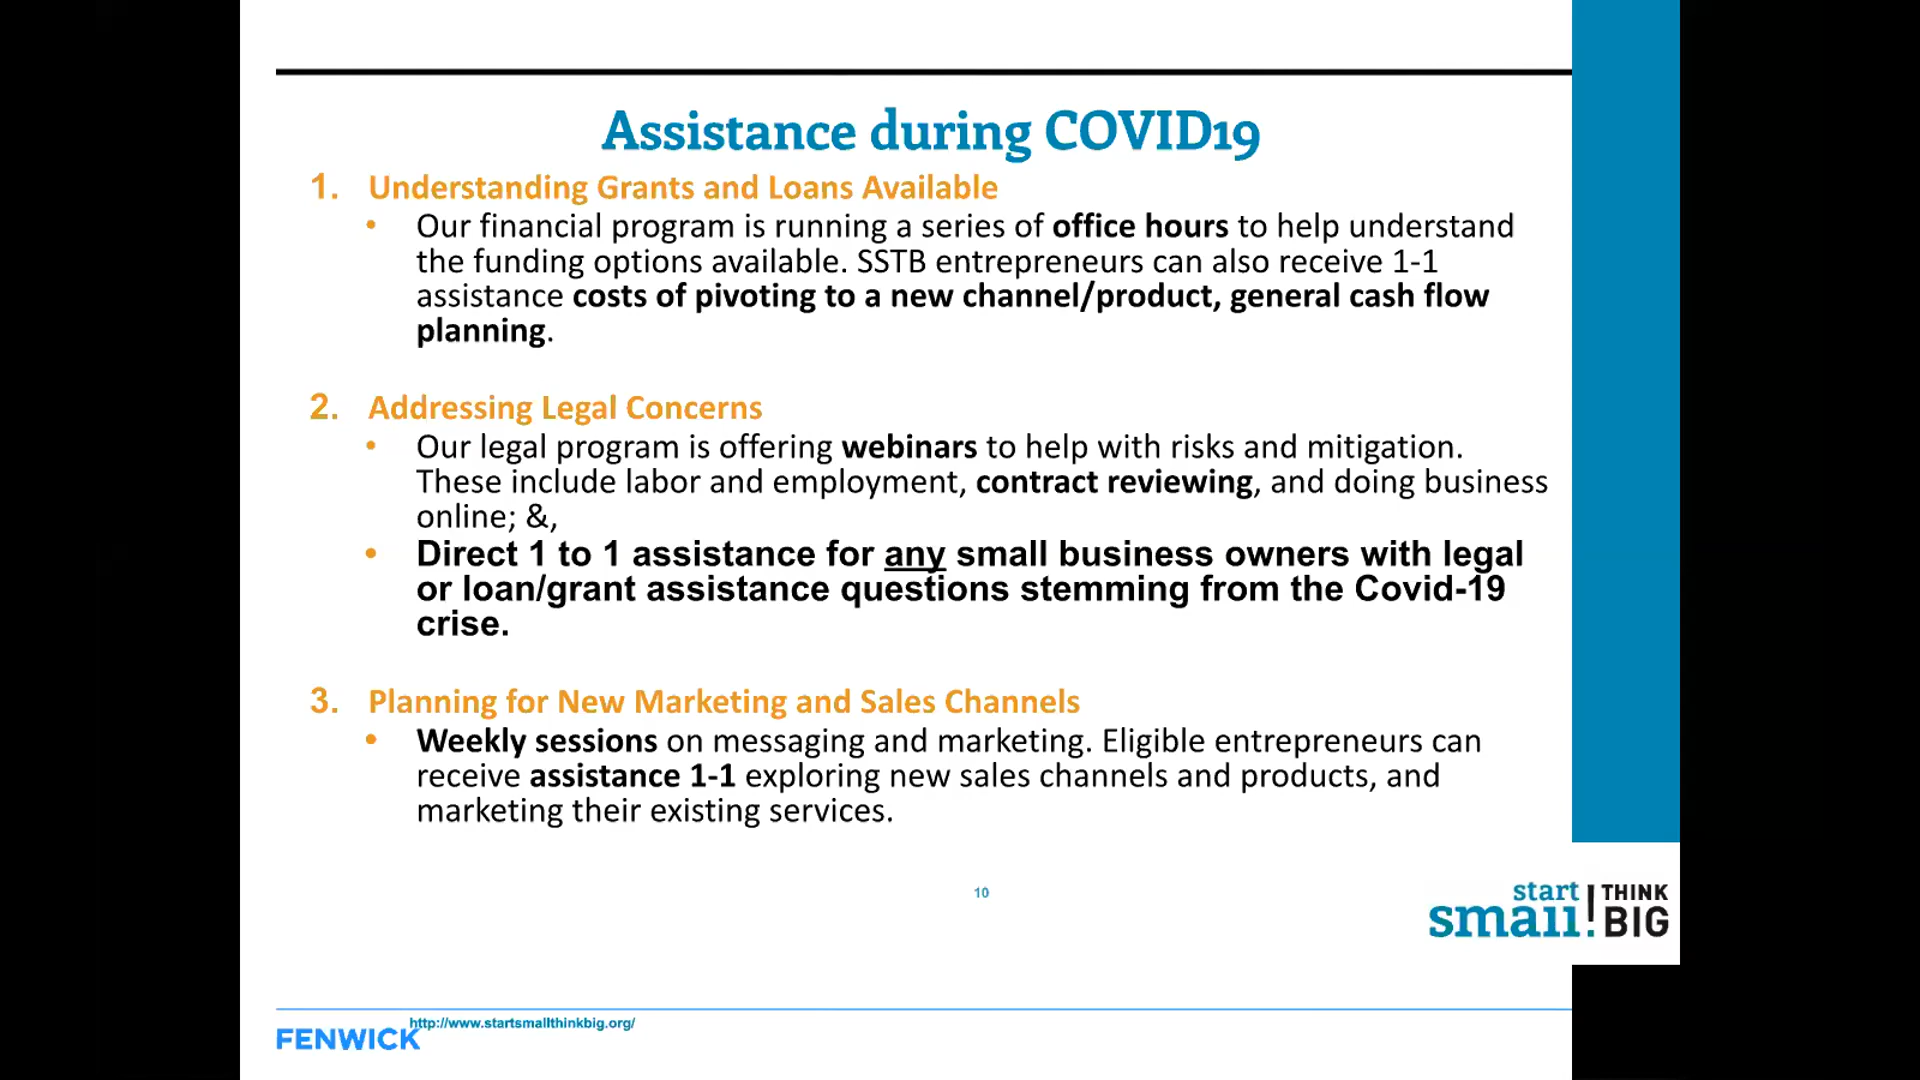 Assistance during COVID19
1. Understanding Grants and Loans Available
• Our financial program is running a series of office hours to help understand
the funding options available. SSTB entrepreneurs can also receive 1-1
assistance costs of pivoting to a new channel/product, general cash flow
planning.
2. Addressing Legal Concerns
• Our legal program is offering webinars to help with risks and mitigation.
These include labor and employment, contract reviewing, and doing business
online; &,
• Direct 1 to 1 assistance for any small business owners with legal
or loan/grant assistance questions stemming from the Covid-19
crise.
3. Planning for New Marketing and Sales Channels
• Weekly sessions on messaging and marketing. Eligible entrepreneurs can
receive assistance 1-1 exploring new sales channels and products, and
marketing their existing services.
10
start
small!
THINK
BIG
http://www.startsmallthinkbig.org/
FENWICK